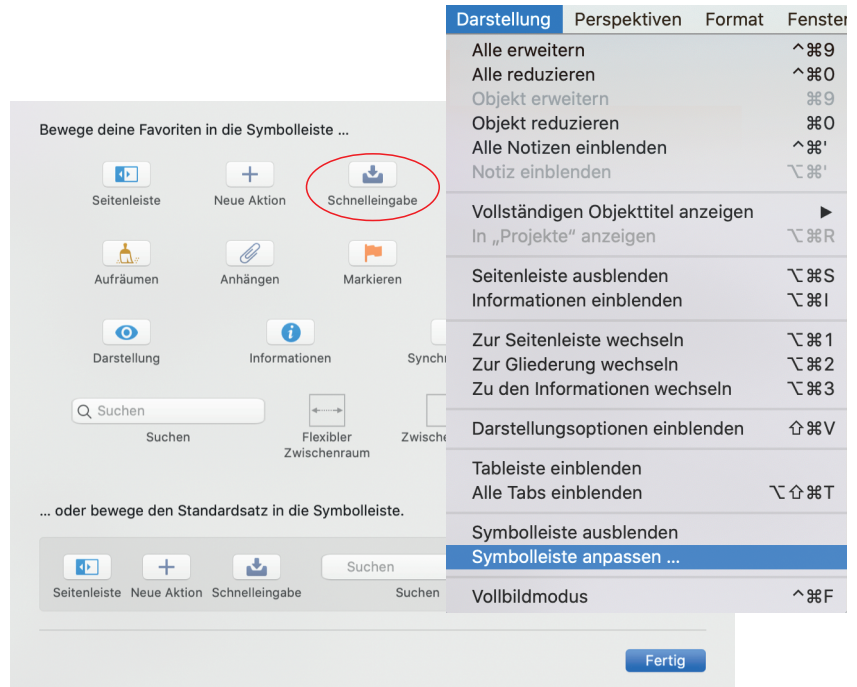 Darstellung Perspektiven Format Fenster
Alle erweitern ^⌘9
Alle reduzieren ^⌘0
Objekt erweitern ⌘9
Objekt reduzieren ⌘0
Alle Notizen einblenden ^⌘'
Notiz einblenden ⌥⌘'
Vollständigen Objekttitel anzeigen ▶
In „Projekte“ anzeigen ⌥⌘R
Seitenleiste ausblenden ⌥⌘S
Informationen einblenden ⌥⌘I
Zur Seitenleiste wechseln ⌥⌘1
Zur Gliederung wechseln ⌥⌘2
Zu den Informationen wechseln ⌥⌘3
Darstellungsoptionen einblenden ⇧⌘V
Tableiste einblenden
Alle Tabs einblenden ⌥⇧⌘T
Symbolleiste ausblenden
Symbolleiste anpassen ...
Vollbildmodus ^⌘F
Bewege deine Favoriten in die Symbolleiste ...
Seitenleiste Neue Aktion Schnelleingabe
Aufräumen Anhängen Markieren
Darstellung Informationen Synchr
Suchen
Suchen Flexibler Zwische
Zwischenraum
... oder bewege den Standardsatz in die Symbolleiste.
Suchen
Seitenleiste Neue Aktion Schnelleingabe Suchen
Fertig